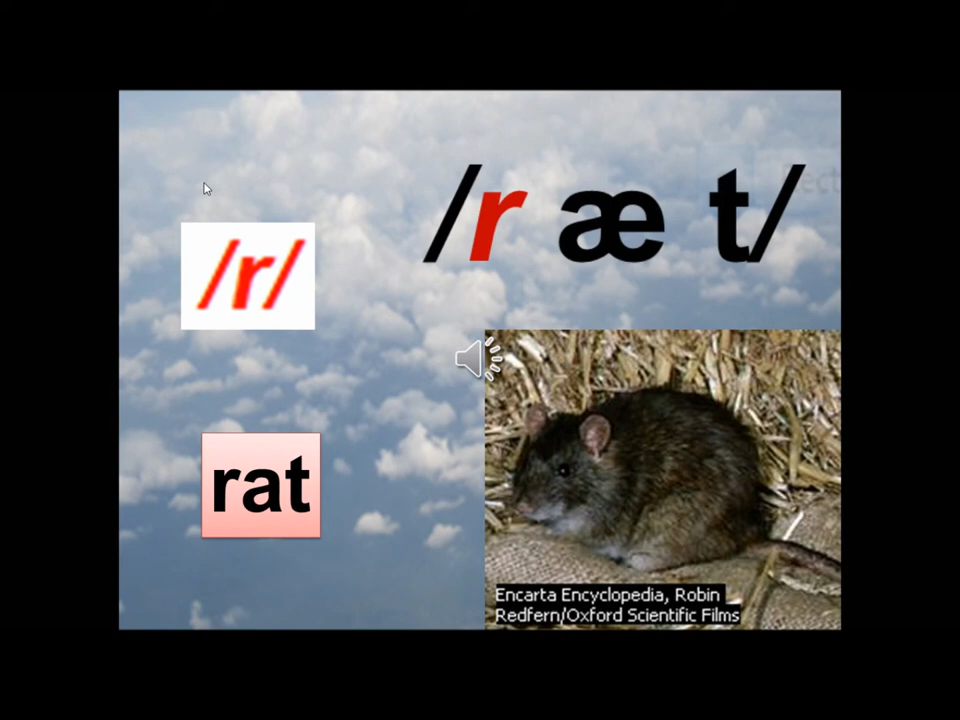 /r æ t/
/r/
rat
Encarta Encyclopedia, Robin
Redfern/Oxford Scientific Films